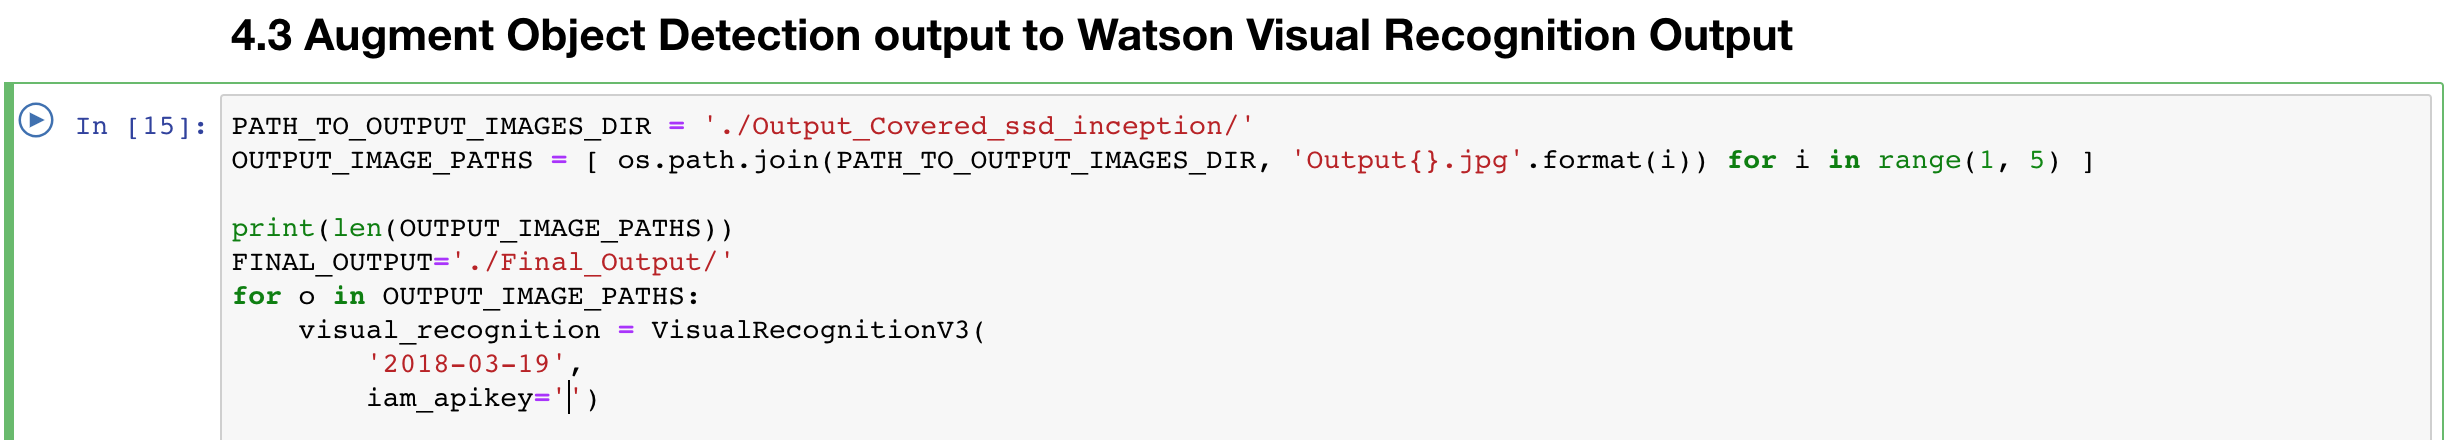 4.3 Augment Object Detection output to Watson Visual Recognition Output
In [15]:
PATH_TO_OUTPUT_IMAGES_DIR = './Output_Covered_ssd_inception/'
OUTPUT_IMAGE_PATHS = [ os.path.join(PATH_TO_OUTPUT_IMAGES_DIR, 'Output{}.jpg'.format(i)) for i in range(1, 5) ]

print(len(OUTPUT_IMAGE_PATHS))
FINAL_OUTPUT='./Final_Output/'
for o in OUTPUT_IMAGE_PATHS:
    visual_recognition = VisualRecognitionV3(
        '2018-03-19',
        iam_apikey='')